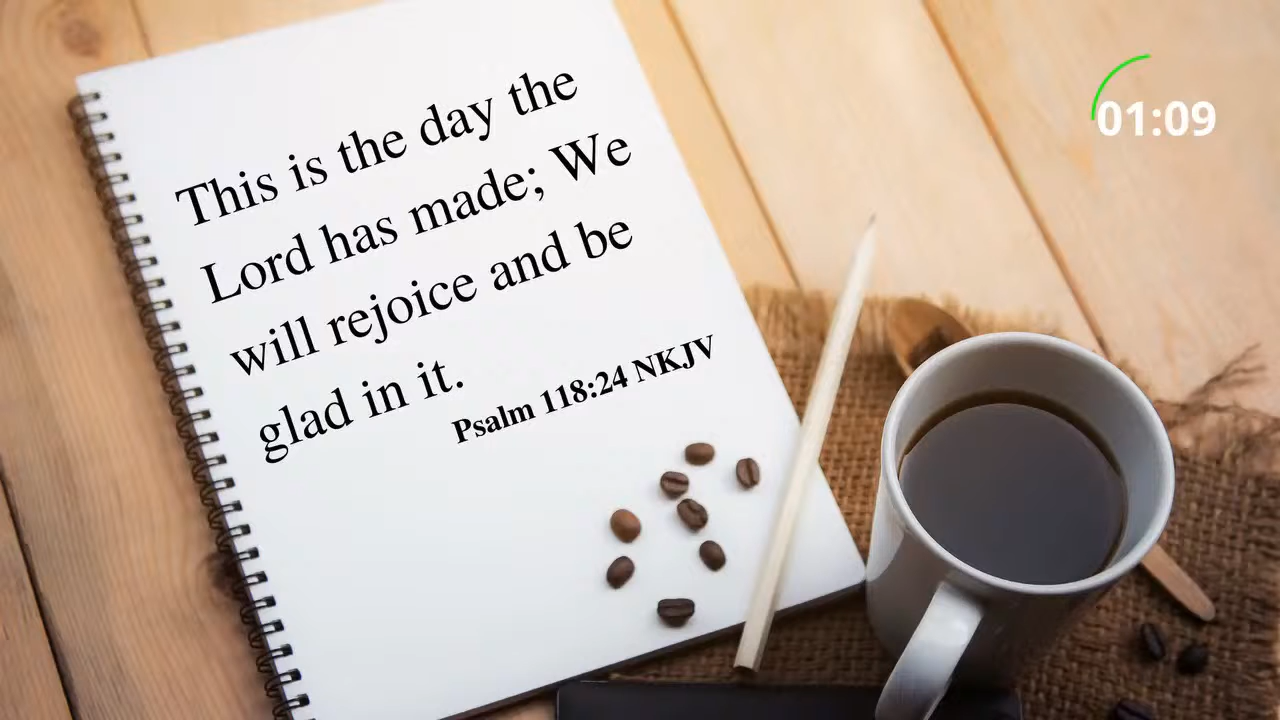 This is the day the
Lord has made; We
will rejoice and be
glad in it.
Psalm 118:24 NKJV
01:09